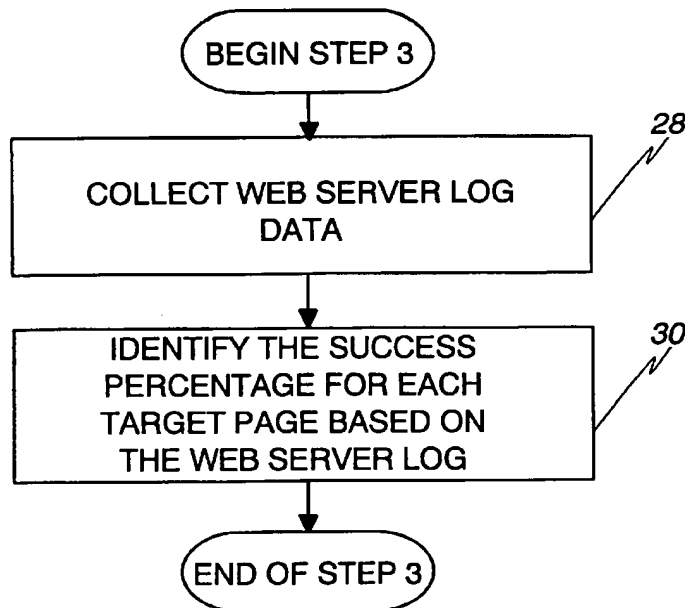 BEGIN STEP 3
28
COLLECT WEB SERVER LOG
DATA
30
IDENTIFY THE SUCCESS
PERCENTAGE FOR EACH
TARGET PAGE BASED ON
THE WEB SERVER LOG
END OF STEP 3